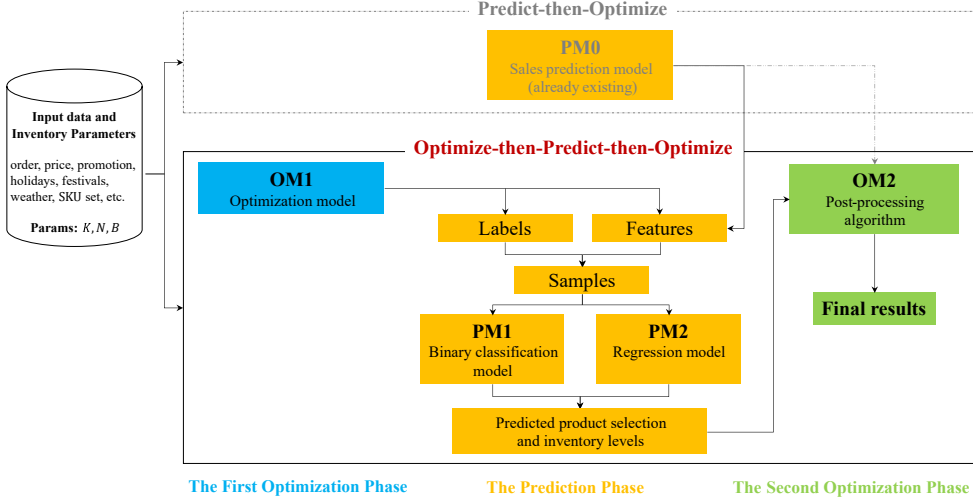 Predict-then-Optimize
PM0
Sales prediction model
(already existing)
Input data and
Inventory Parameters
order, price, promotion,
holidays, festivals,
weather, SKU set, etc.
Params: K, N, B
Optimize-then-Predict-then-Optimize
OM1
Optimization model
OM2
Post-processing
algorithm
Labels
Features
Samples
Final results
PM1
Binary classification
model
PM2
Regression model
Predicted product selection
and inventory levels
The First Optimization Phase
The Prediction Phase
The Second Optimization Phase